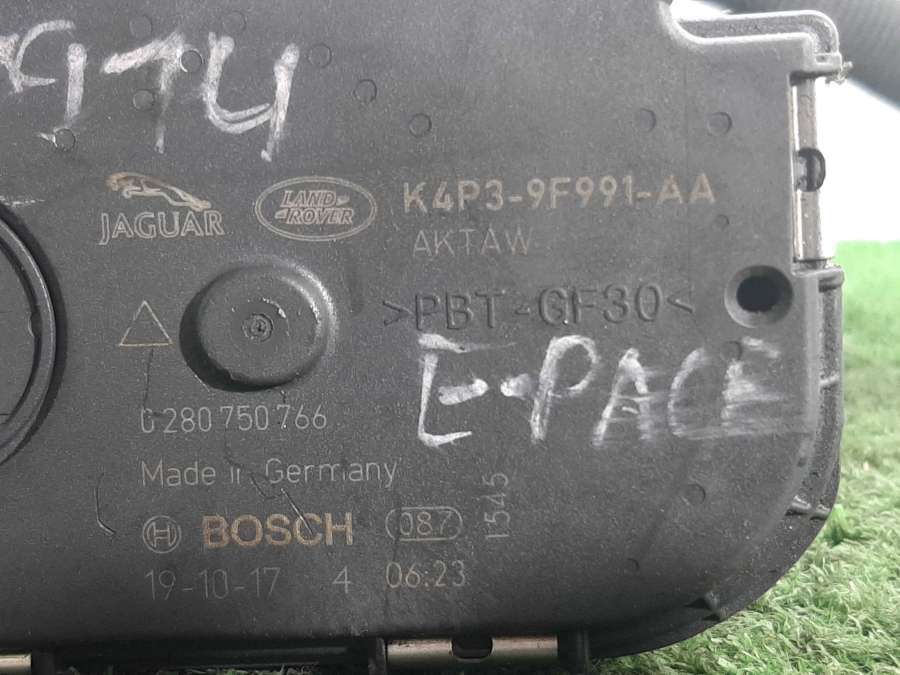 914
JAGUAR LAND ROVER K4P3-9F991-AA
AKTAW
>PBT-GF30<
E-PACE
0 280 750 766
Made in Germany
BOSCH 087
1545
19-10-17 4 06:23